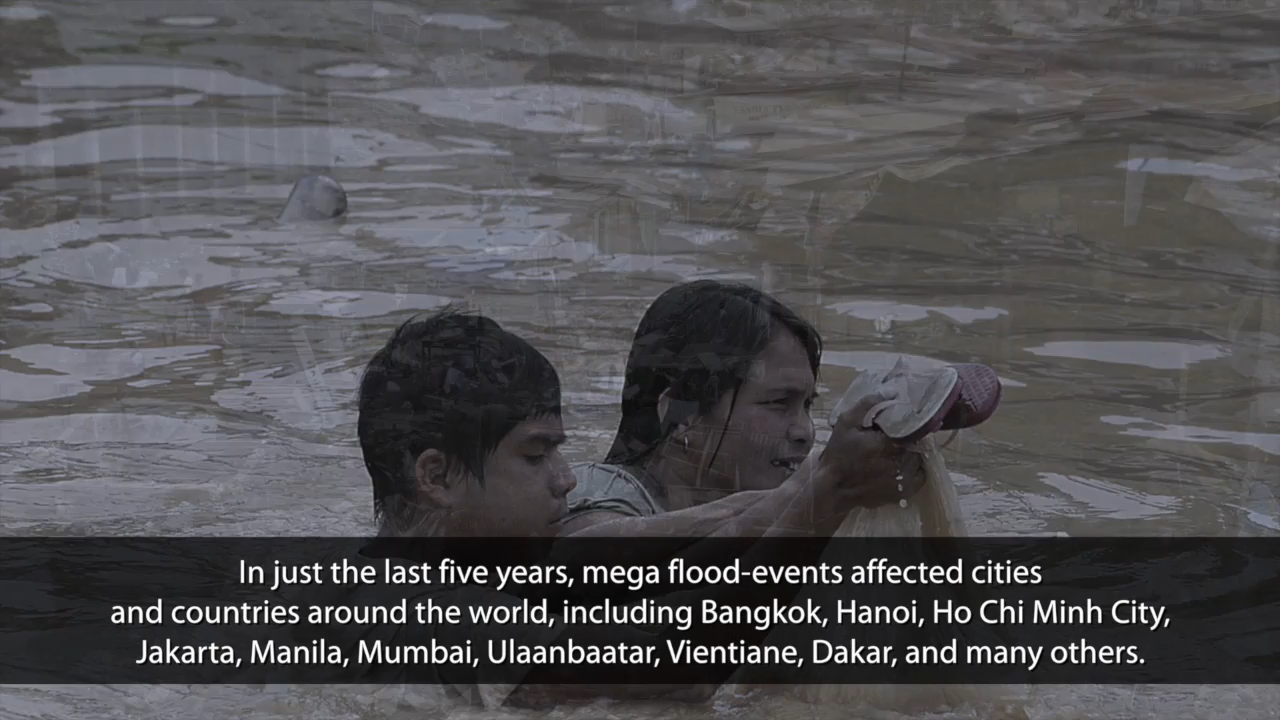 In just the last five years, mega flood-events affected cities
and countries around the world, including Bangkok, Hanoi, Ho Chi Minh City,
Jakarta, Manila, Mumbai, Ulaanbaatar, Vientiane, Dakar, and many others.